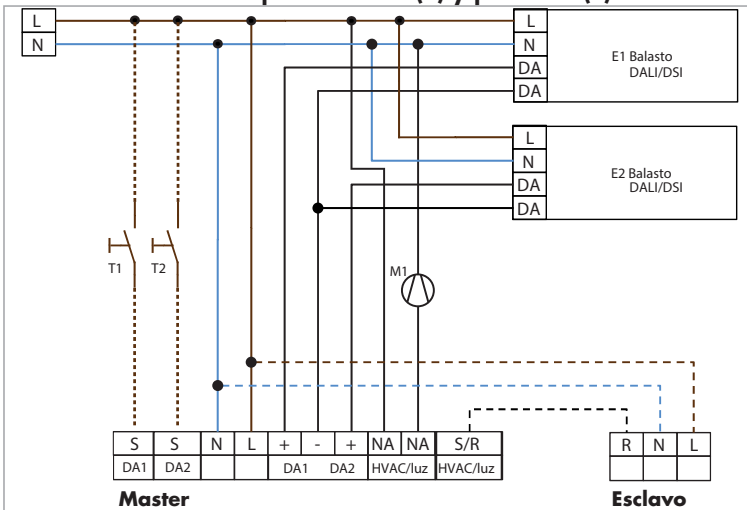 L
N
L
N
DA
DA
E1 Balasto
DALI/DSI
L
N
DA
DA
E2 Balasto
DALI/DSI
T1
T2
M1
S S N L + - + NA NA S/R
DA1 DA2 DA1 DA2 HVAC/luz HVAC/luz
Master
R N L
Esclavo